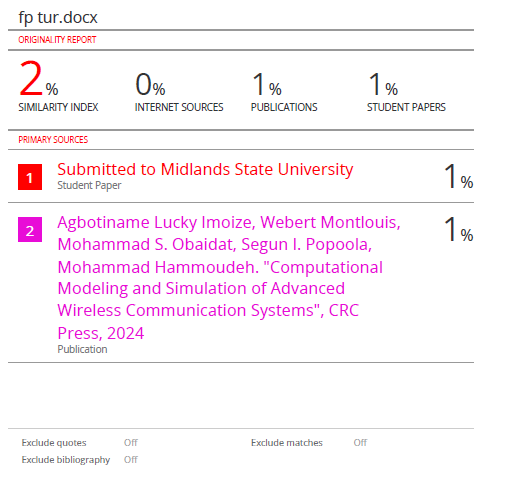 fp tur.docx
ORIGINALITY REPORT
2% 0% 1% 1%
SIMILARITY INDEX INTERNET SOURCES PUBLICATIONS STUDENT PAPERS
PRIMARY SOURCES
1 Submitted to Midlands State University 1%
Student Paper
2 Agbotiname Lucky Imoize, Webert Montlouis, 1%
Mohammad S. Obaidat, Segun I. Popoola,
Mohammad Hammoudeh. "Computational
Modeling and Simulation of Advanced
Wireless Communication Systems", CRC
Press, 2024
Publication
Exclude quotes Off Exclude matches Off
Exclude bibliography Off